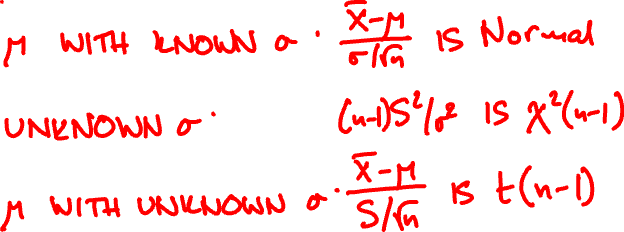 μ WITH KNOWN σ · (X̄-μ)/(σ/√n) IS Normal
UNKNOWN σ · (n-1)S²/σ² IS χ²(n-1)
μ WITH UNKNOWN σ · (X̄-μ)/(S/√n) IS t(n-1)